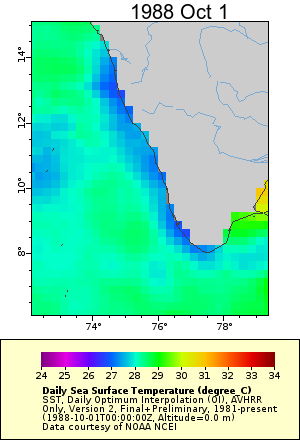 1988 Oct 1
14°
12°
10°
8°
74° 76° 78°
24 25 26 27 28 29 30 31 32 33 34
Daily Sea Surface Temperature (degree_C)
SST, Daily Optimum Interpolation (OI), AVHRR
Only, Version 2, Final+Preliminary, 1981-present
(1988-10-01T00:00:00Z, Altitude=0.0 m)
Data courtesy of NOAA NCEI